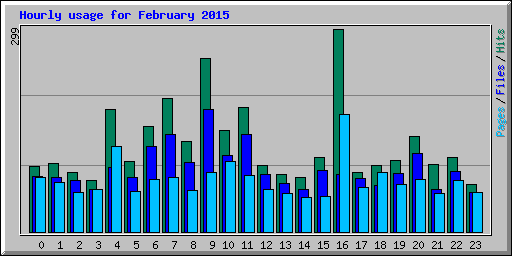 Hourly usage for February 2015
299
Pages / Files / Hits
0 1 2 3 4 5 6 7 8 9 10 11 12 13 14 15 16 17 18 19 20 21 22 23